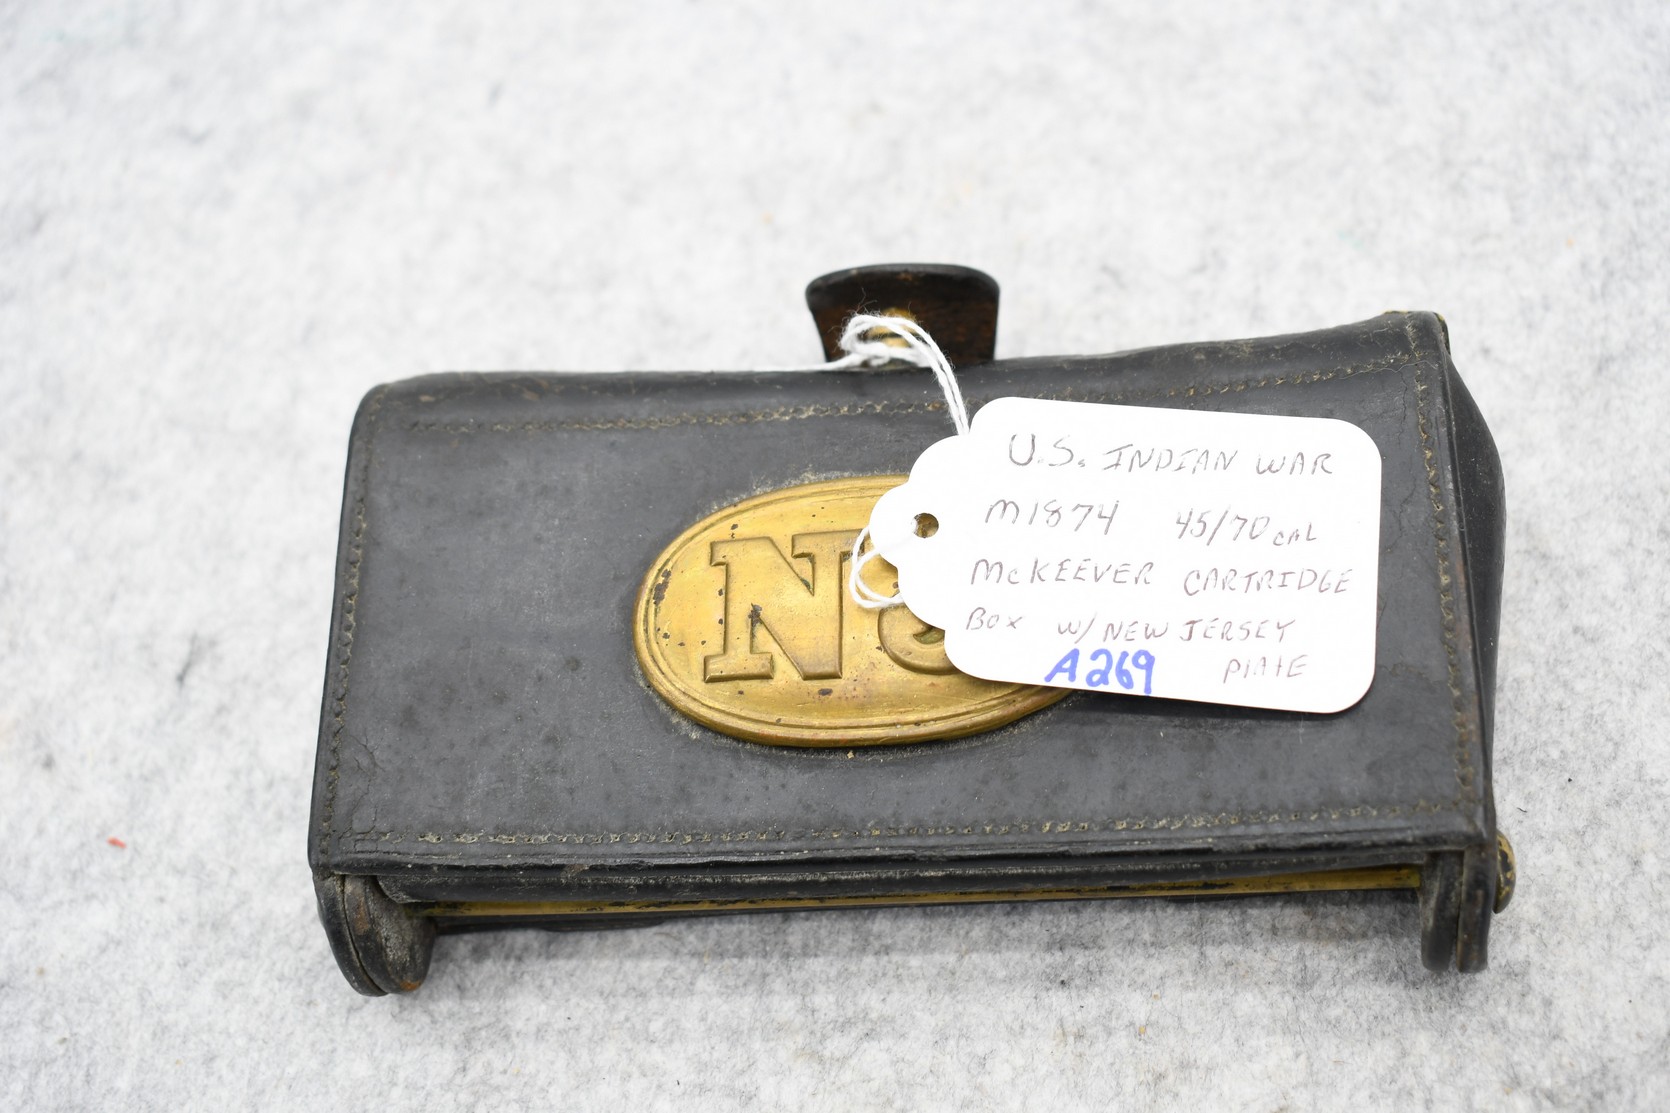 NJ
U.S. INDIAN WAR
M1874 45/70 CAL
McKEEVER CARTRIDGE
BOX W/ NEW JERSEY
A269 PLATE